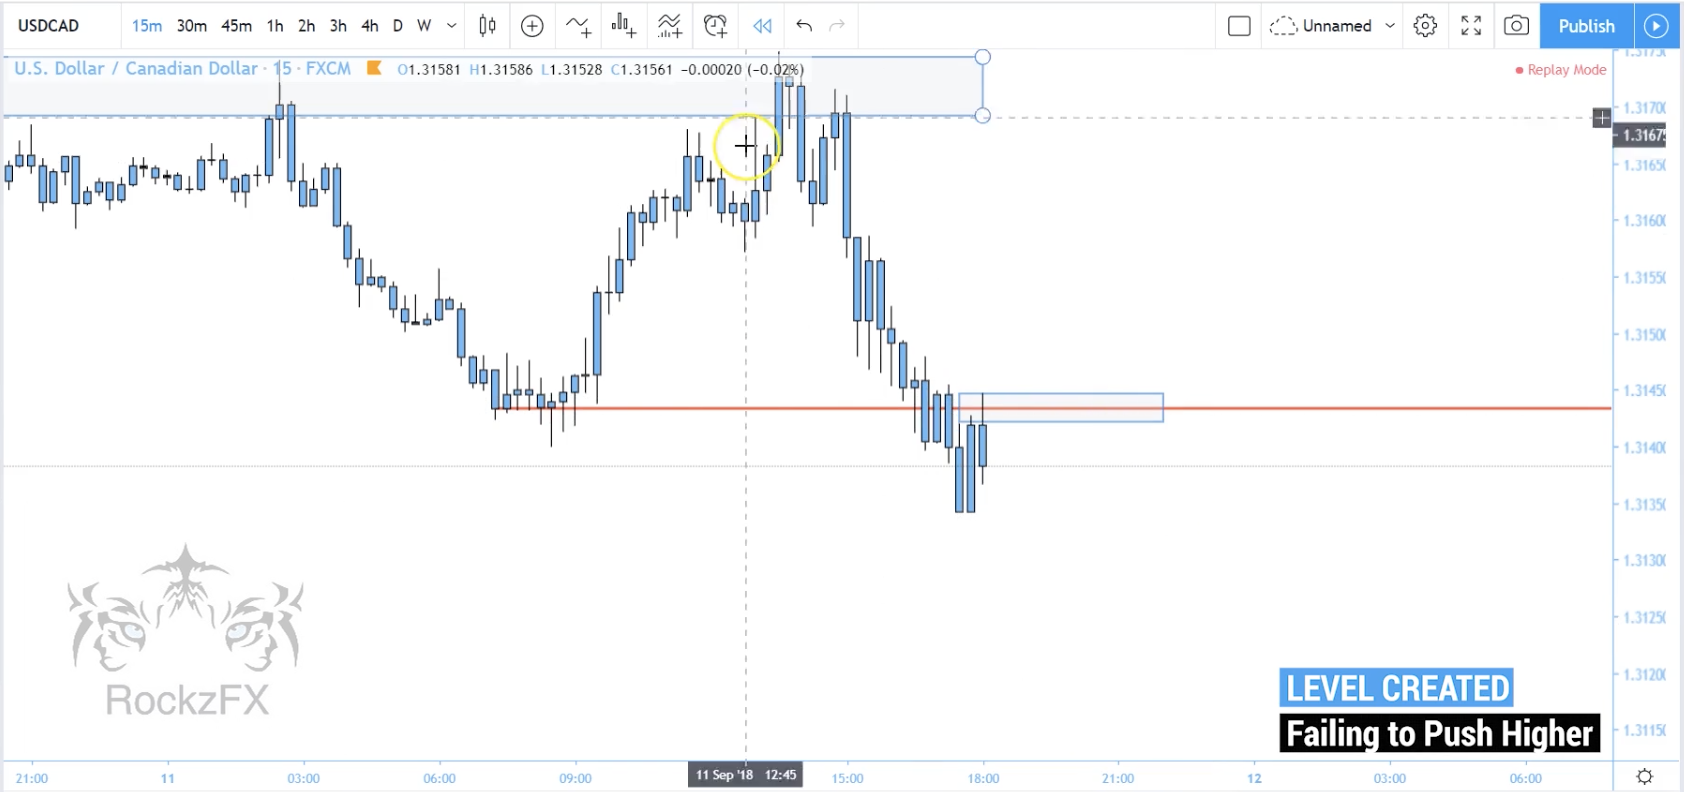 USDCAD 15m 30m 45m 1h 2h 3h 4h D W Unnamed Publish
U.S. Dollar / Canadian Dollar · 15 · FXCM O1.31581 H1.31586 L1.31528 C1.31561 −0.00020 (−0.02%) Replay Mode
1.3170
1.3167
1.3165
1.3160
1.3155
1.3150
1.3145
1.3140
1.3135
1.3130
1.3125
1.3120
1.3115
RockzFX
LEVEL CREATED
Failing to Push Higher
21:00 11 03:00 06:00 09:00 11 Sep '18 12:45 15:00 18:00 21:00 12 03:00 06:00